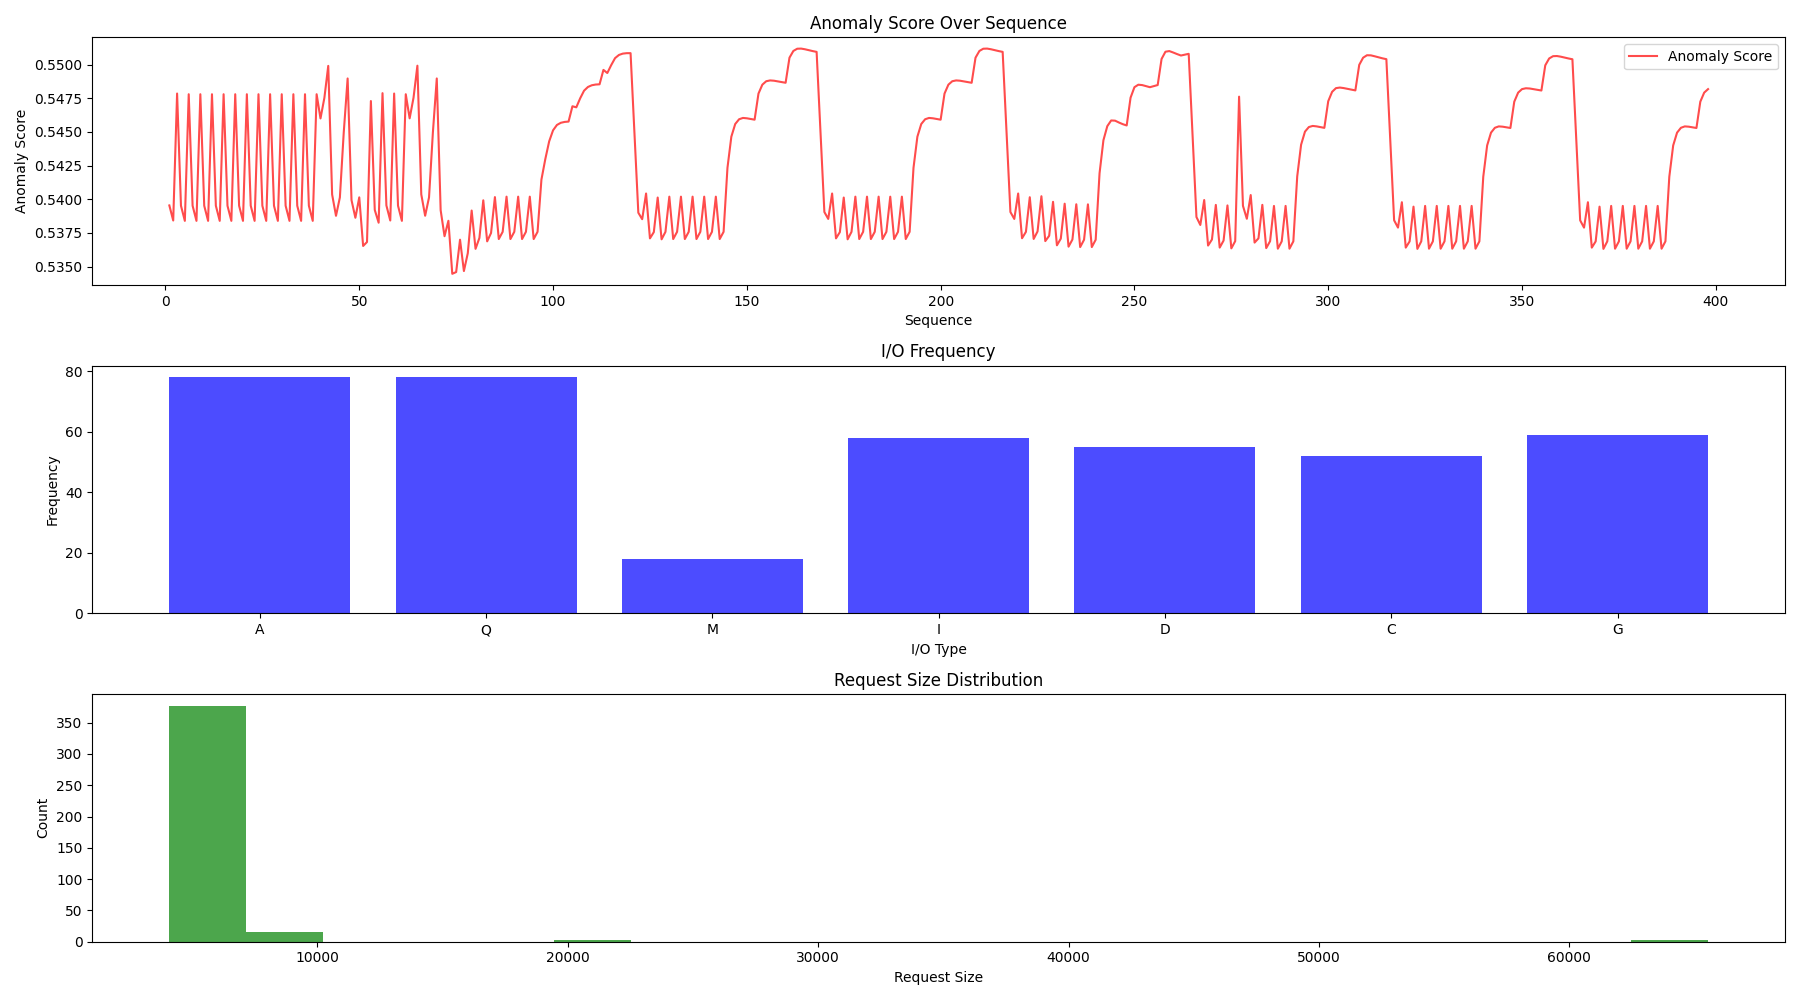 Anomaly Score Over Sequence
Anomaly Score
0.5500
0.5475
0.5450
0.5425
0.5400
0.5375
0.5350
Anomaly Score
0 50 100 150 200 250 300 350 400
Sequence
I/O Frequency
Frequency
80
60
40
20
0
A Q M I D C G
I/O Type
Request Size Distribution
Count
350
300
250
200
150
100
50
0
10000 20000 30000 40000 50000 60000
Request Size